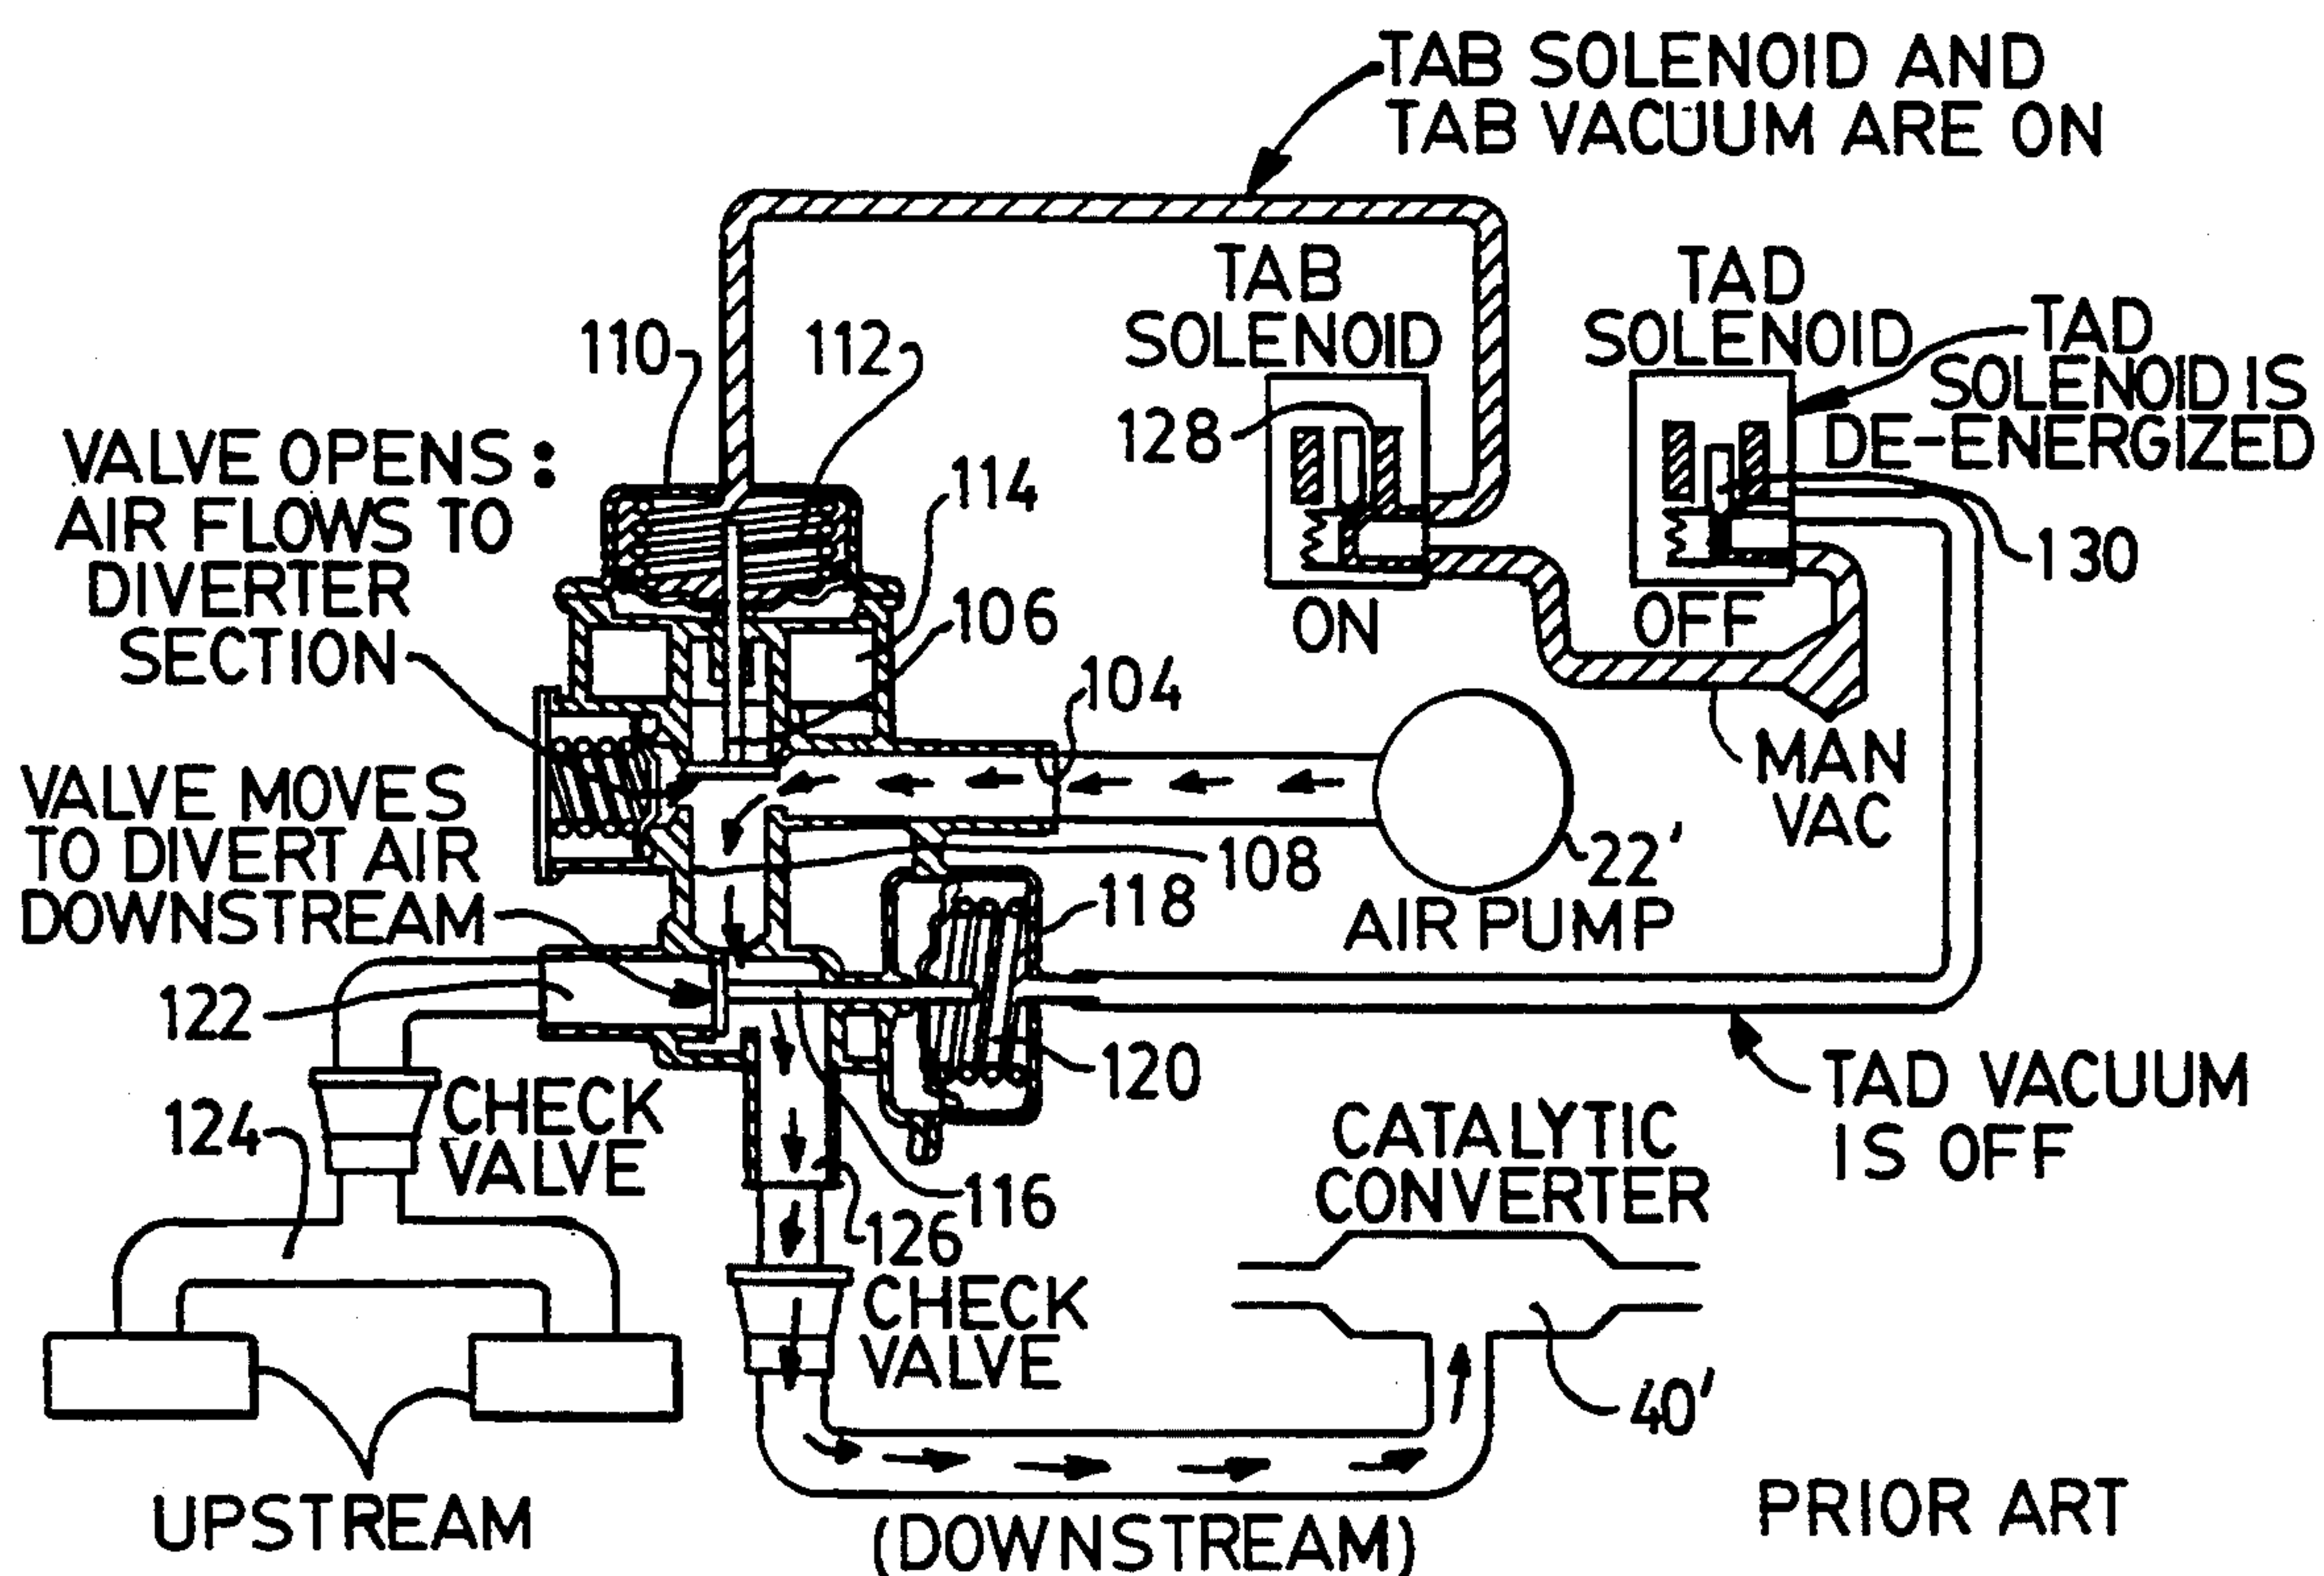 TAB SOLENOID AND
TAB VACUUM ARE ON
TAB
SOLENOID
TAD
SOLENOID
TAD
SOLENOID IS
DE-ENERGIZED
110
112
128
VALVE OPENS :
AIR FLOWS TO
DIVERTER
SECTION
114
130
106
ON
OFF
104
MAN
VAC
VALVE MOVES
TO DIVERT AIR
DOWNSTREAM
108
22'
118
AIR PUMP
122
120
TAD VACUUM
IS OFF
124
CHECK
VALVE
CATALYTIC
CONVERTER
116
126
CHECK
VALVE
40'
UPSTREAM
(DOWNSTREAM)
PRIOR ART